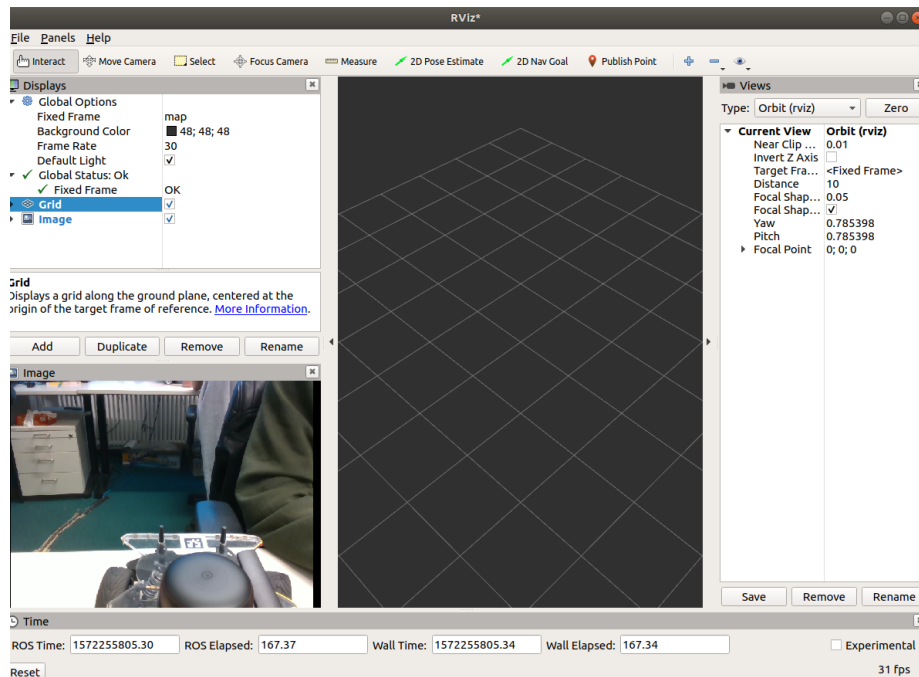 RViz*
File Panels Help
Interact Move Camera Select Focus Camera Measure 2D Pose Estimate 2D Nav Goal Publish Point
Displays
Global Options
Fixed Frame map
Background Color 48; 48; 48
Frame Rate 30
Default Light
Global Status: Ok
Fixed Frame OK
Grid
Image
Grid
Displays a grid along the ground plane, centered at the
origin of the target frame of reference. More Information.
Add Duplicate Remove Rename
Image
Views
Type: Orbit (rviz) Zero
Current View Orbit (rviz)
Near Clip ... 0.01
Invert Z Axis
Target Fra... <Fixed Frame>
Distance 10
Focal Shap... 0.05
Focal Shap...
Yaw 0.785398
Pitch 0.785398
Focal Point 0; 0; 0
Save Remove Rename
Time
ROS Time: 1572255805.30 ROS Elapsed: 167.37 Wall Time: 1572255805.34 Wall Elapsed: 167.34 Experimental
Reset 31 fps